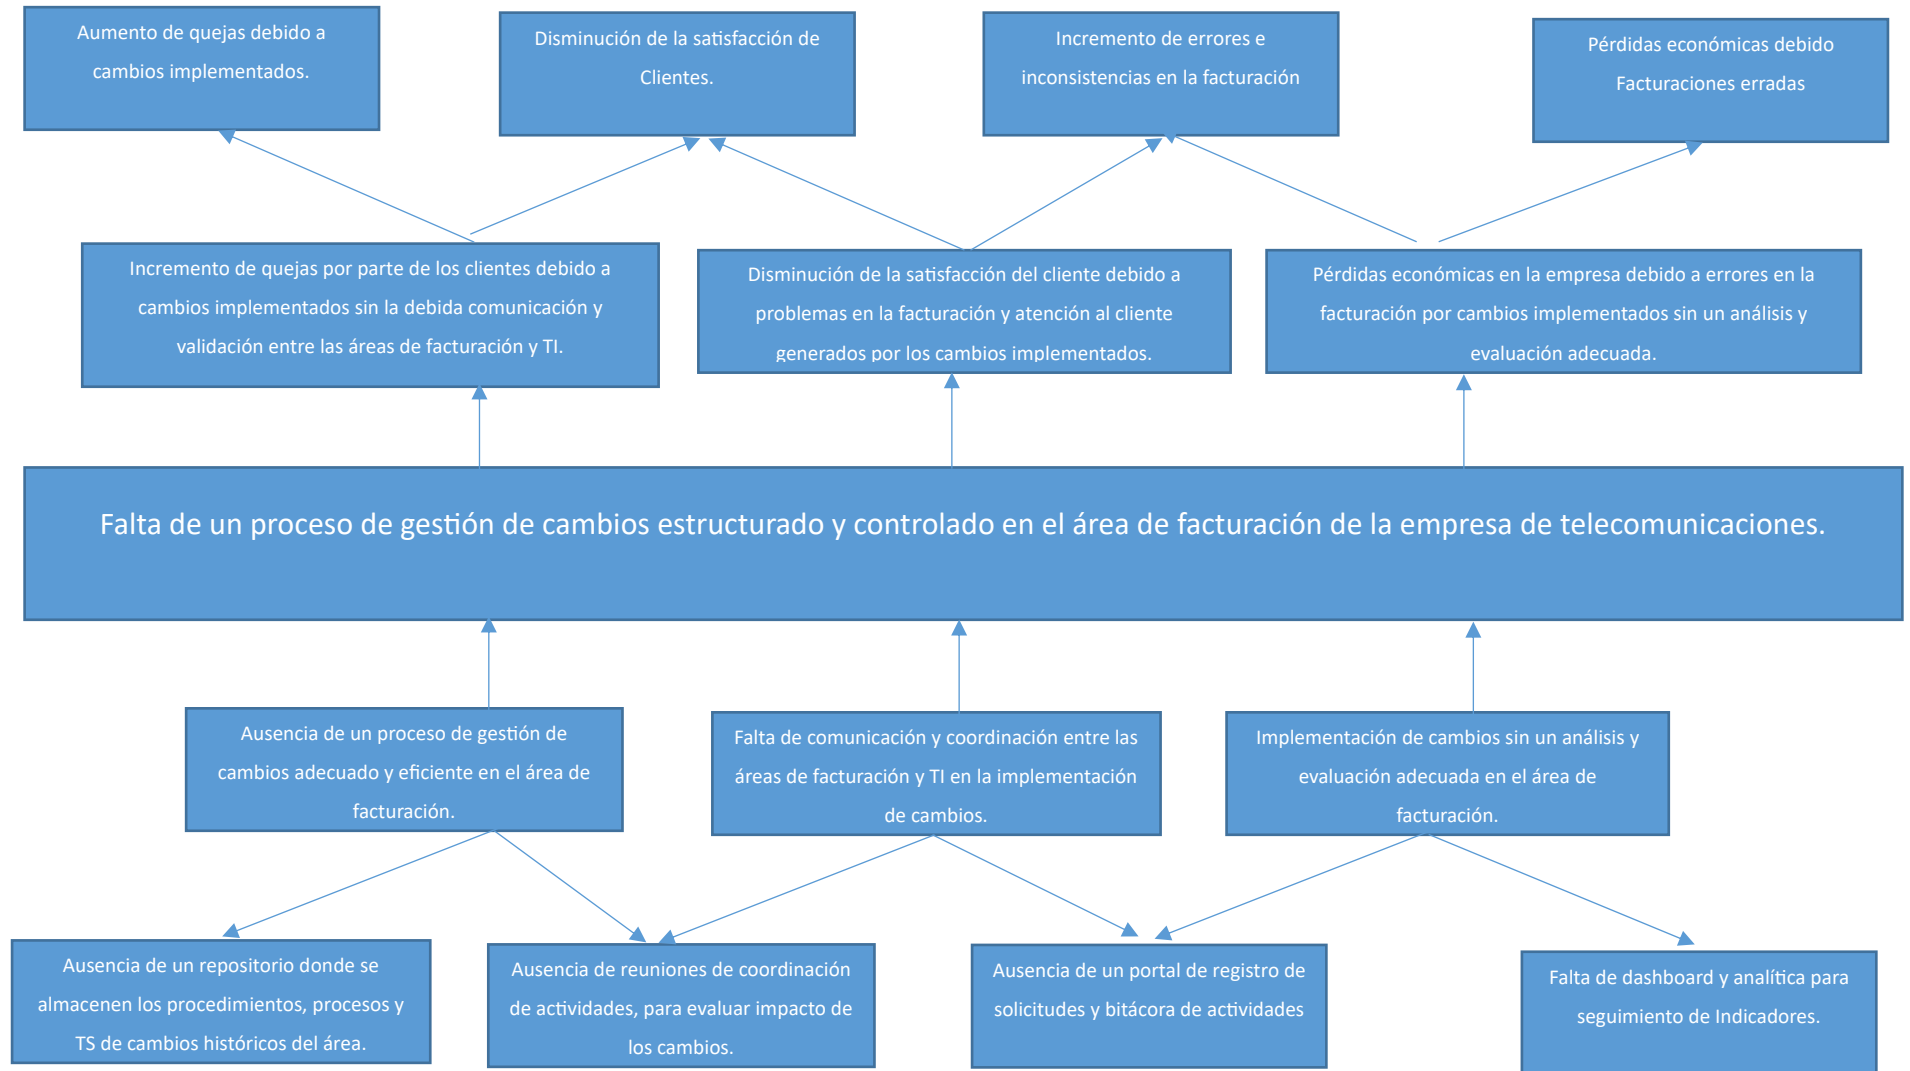 Aumento de quejas debido a
cambios implementados.
Disminución de la satisfacción de
Clientes.
Incremento de errores e
inconsistencias en la facturación
Pérdidas económicas debido
Facturaciones erradas
Incremento de quejas por parte de los clientes debido a
cambios implementados sin la debida comunicación y
validación entre las áreas de facturación y TI.
Disminución de la satisfacción del cliente debido a
problemas en la facturación y atención al cliente
generados por los cambios implementados.
Pérdidas económicas en la empresa debido a errores en la
facturación por cambios implementados sin un análisis y
evaluación adecuada.
Falta de un proceso de gestión de cambios estructurado y controlado en el área de facturación de la empresa de telecomunicaciones.
Ausencia de un proceso de gestión de
cambios adecuado y eficiente en el área de
facturación.
Falta de comunicación y coordinación entre las
áreas de facturación y TI en la implementación
de cambios.
Implementación de cambios sin un análisis y
evaluación adecuada en el área de
facturación.
Ausencia de un repositorio donde se
almacenen los procedimientos, procesos y
TS de cambios históricos del área.
Ausencia de reuniones de coordinación
de actividades, para evaluar impacto de
los cambios.
Ausencia de un portal de registro de
solicitudes y bitácora de actividades
Falta de dashboard y analítica para
seguimiento de Indicadores.